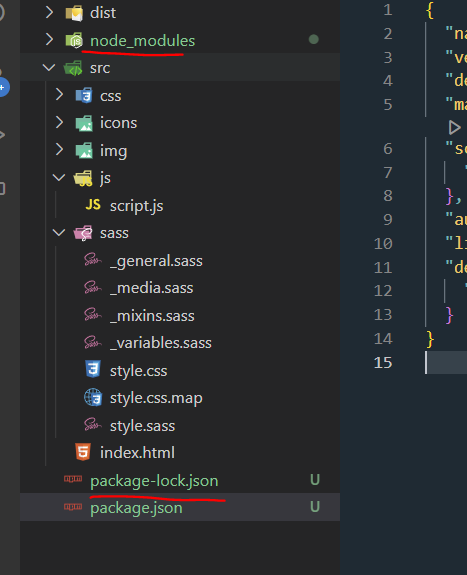 dist
node_modules
src
css
icons
img
js
JS script.js
sass
_general.sass
_media.sass
_mixins.sass
_variables.sass
style.css
style.css.map
style.sass
index.html
package-lock.json U
package.json U
1 {
2 "na
3 "ve
4 "de
5 "ma
6 "sc
7 "
8 },
9 "au
10 "li
11 "de
12 "
13 }
14 }
15